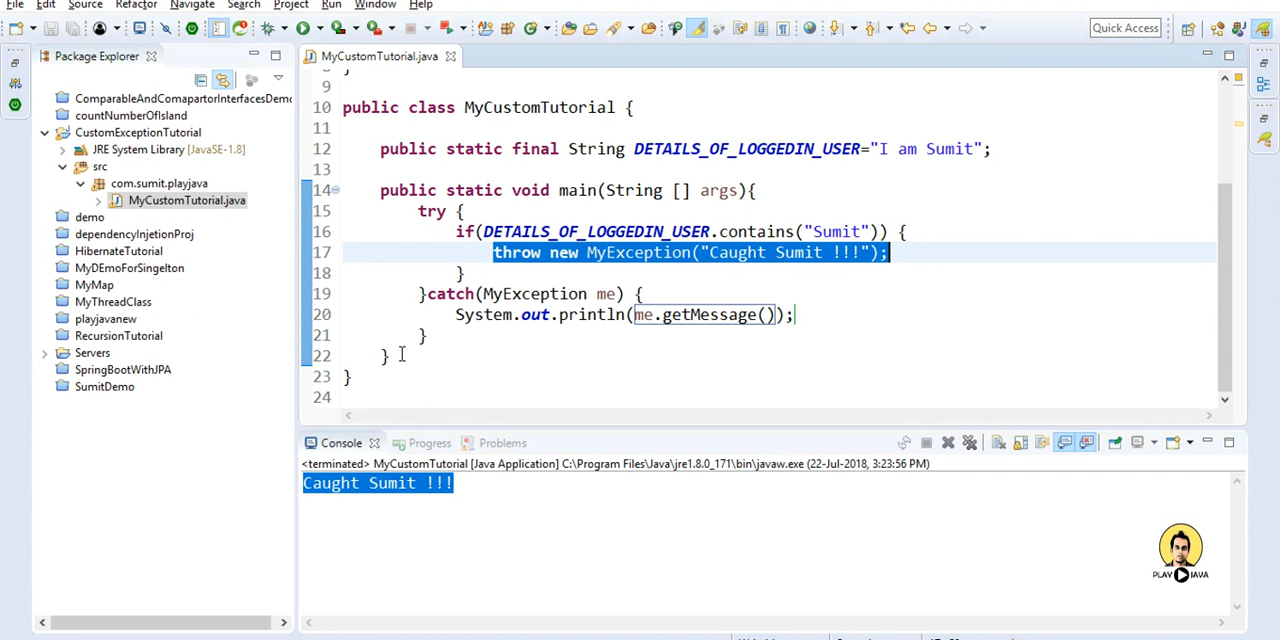 File Edit Source Refactor Navigate Search Project Run Window Help
Quick Access
Package Explorer
MyCustomTutorial.java
ComparableAndComapartorInterfacesDemo
countNumberOfIsland
CustomExceptionTutorial
JRE System Library [JavaSE-1.8]
src
com.sumit.playjava
MyCustomTutorial.java
demo
dependencyInjetionProj
HibernateTutorial
MyDEmoForSingelton
MyMap
MyThreadClass
playjavanew
RecursionTutorial
Servers
SpringBootWithJPA
SumitDemo
8 }
9
10 public class MyCustomTutorial {
11
12 public static final String DETAILS_OF_LOGGEDIN_USER="I am Sumit";
13
14 public static void main(String [] args){
15 try {
16 if(DETAILS_OF_LOGGEDIN_USER.contains("Sumit")) {
17 throw new MyException("Caught Sumit !!!");
18 }
19 }catch(MyException me) {
20 System.out.println(me.getMessage());
21 }
22 }
23 }
24
Console Progress Problems
<terminated> MyCustomTutorial [Java Application] C:\Program Files\Java\jre1.8.0_171\bin\javaw.exe (22-Jul-2018, 3:23:56 PM)
Caught Sumit !!!
PLAY JAVA